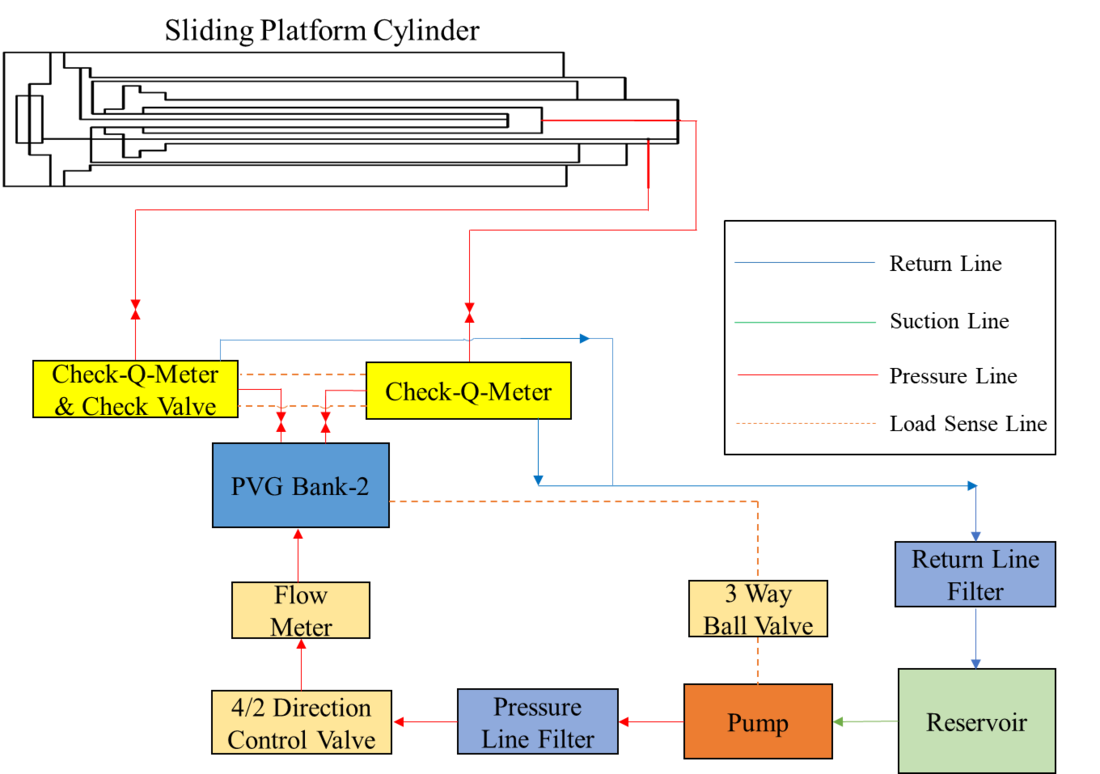 Sliding Platform Cylinder
Return Line
Suction Line
Pressure Line
Load Sense Line
Check-Q-Meter
& Check Valve
Check-Q-Meter
PVG Bank-2
Return Line
Filter
Flow
Meter
3 Way
Ball Valve
4/2 Direction
Control Valve
Pressure
Line Filter
Pump
Reservoir